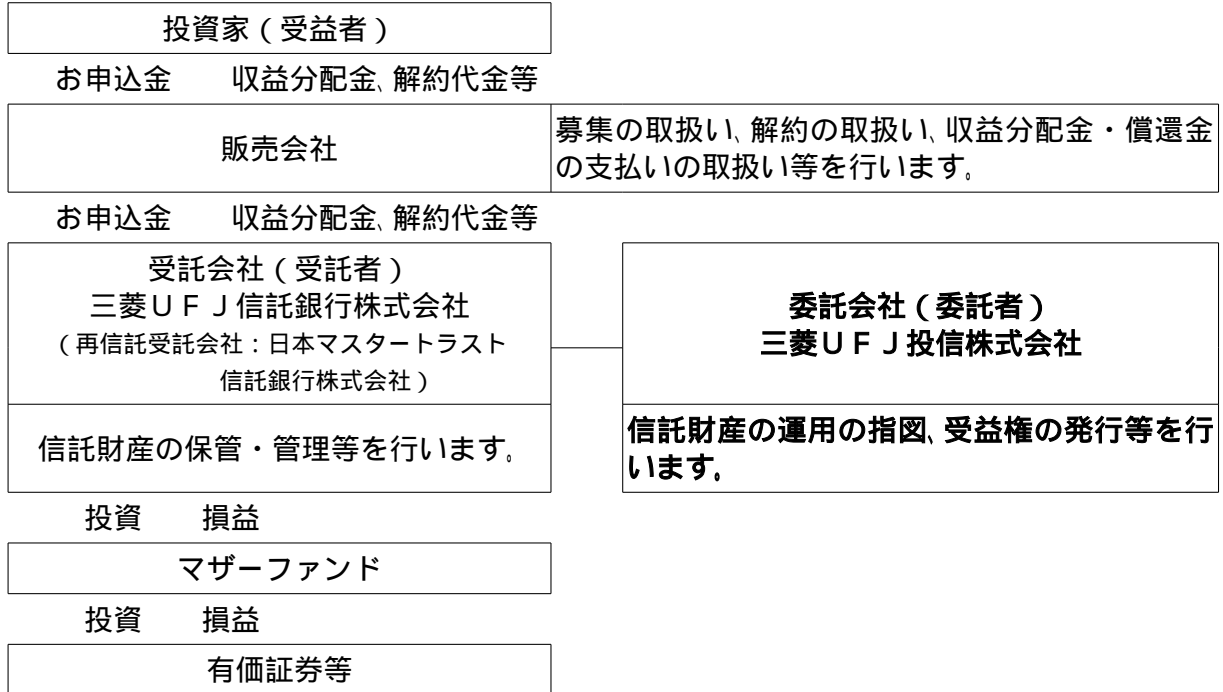 投資家（受益者）
お申込金　収益分配金、解約代金等
販売会社
募集の取扱い、解約の取扱い、収益分配金・償還金
の支払いの取扱い等を行います。
お申込金　収益分配金、解約代金等
受託会社（受託者）
三菱ＵＦＪ信託銀行株式会社
（再信託受託会社：日本マスタートラスト
信託銀行株式会社）
信託財産の保管・管理等を行います。
委託会社（委託者）
三菱ＵＦＪ投信株式会社
信託財産の運用の指図、受益権の発行等を行
います。
投資　損益
マザーファンド
投資　損益
有価証券等